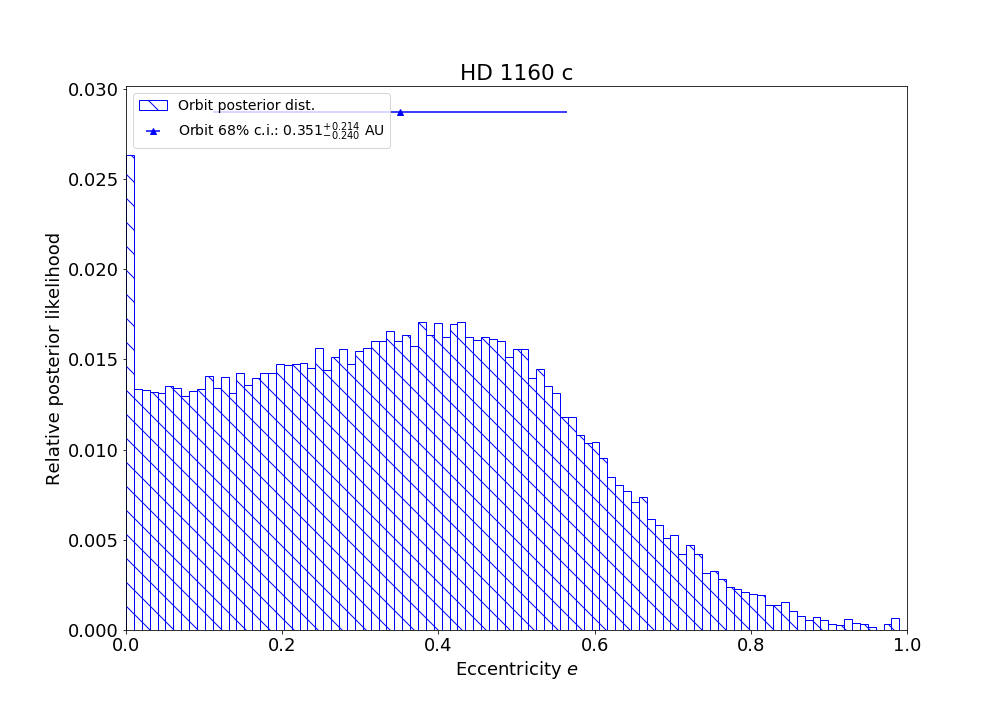 HD 1160 c
0.030
0.025
0.020
0.015
0.010
0.005
0.000
Relative posterior likelihood
Orbit posterior dist.
Orbit 68% c.i.: 0.351+0.214−0.240 AU
0.0 0.2 0.4 0.6 0.8 1.0
Eccentricity e